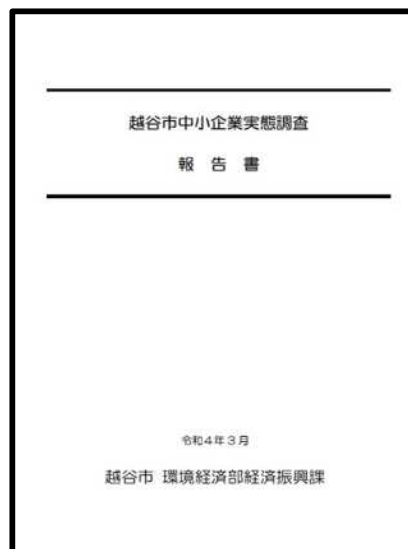 越谷市中小企業実態調査
報 告 書
令和４年３月
越谷市 環境経済部経済振興課